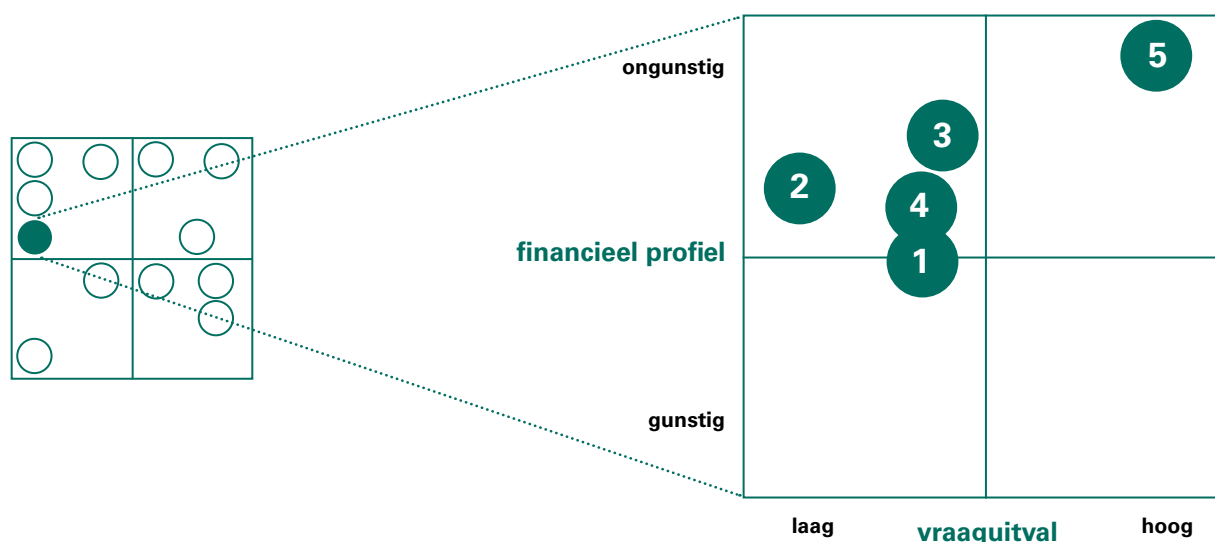 5
ongunstig
3
2
4
financieel profiel
1
gunstig
laag
vraaguitval
hoog